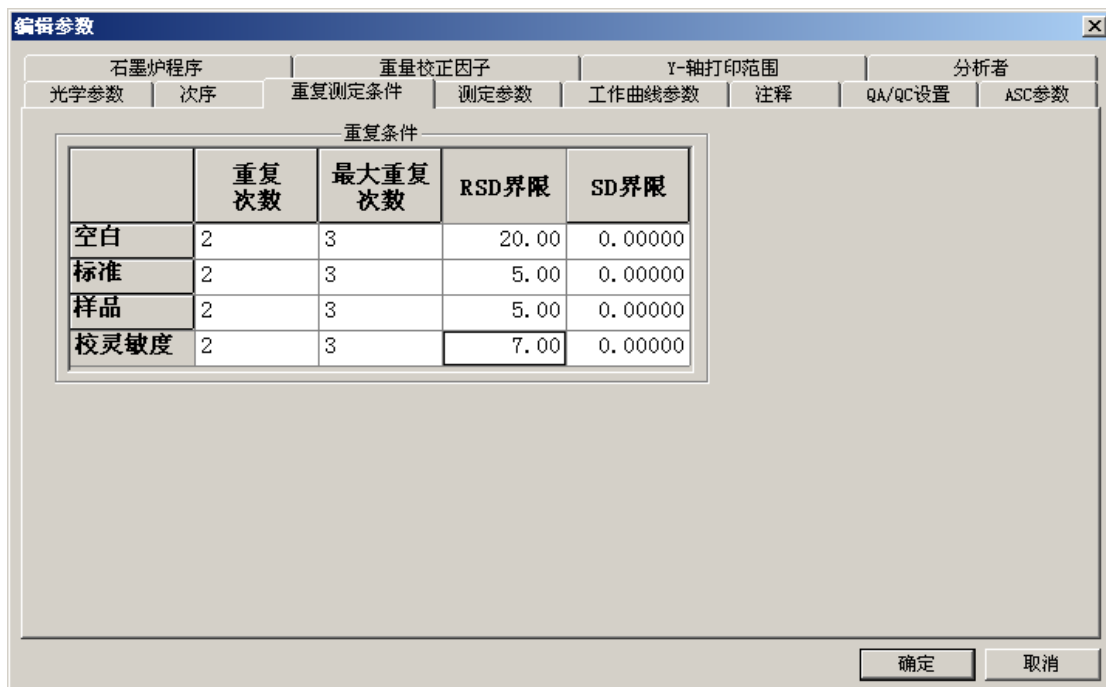 编辑参数
石墨炉程序 重量校正因子 Y-轴打印范围 分析者
光学参数 次序 重复测定条件 测定参数 工作曲线参数 注释 QA/QC设置 ASC参数
重复条件
重复次数 最大重复次数 RSD界限 SD界限
空白 2 3 20.00 0.00000
标准 2 3 5.00 0.00000
样品 2 3 5.00 0.00000
校灵敏度 2 3 7.00 0.00000
确定 取消